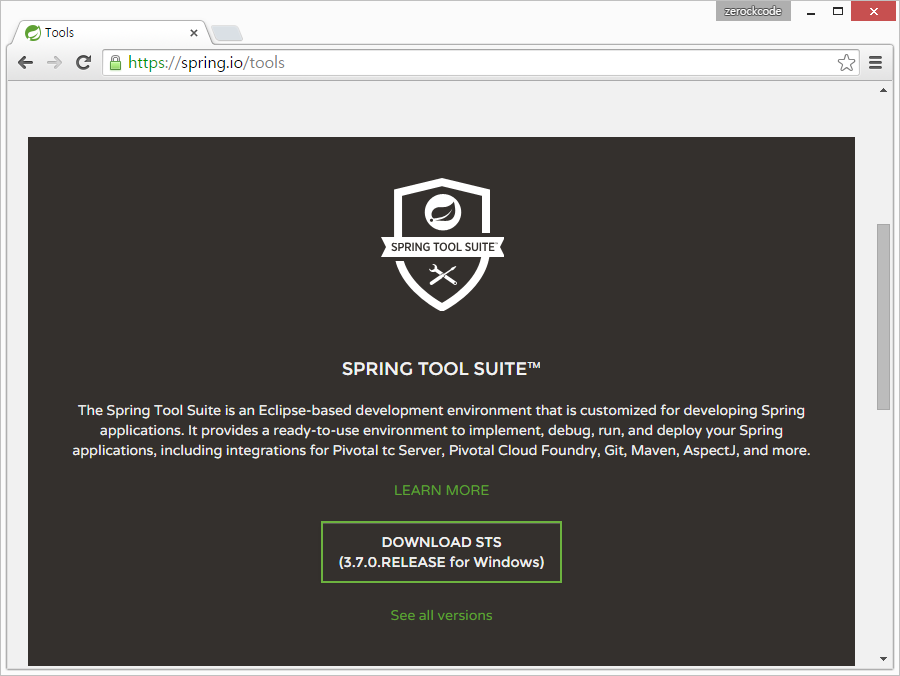 zerockcode
Tools
https://spring.io/tools
SPRING TOOL SUITE
SPRING TOOL SUITE™
The Spring Tool Suite is an Eclipse-based development environment that is customized for developing Spring
applications. It provides a ready-to-use environment to implement, debug, run, and deploy your Spring
applications, including integrations for Pivotal tc Server, Pivotal Cloud Foundry, Git, Maven, AspectJ, and more.
LEARN MORE
DOWNLOAD STS
(3.7.0.RELEASE for Windows)
See all versions